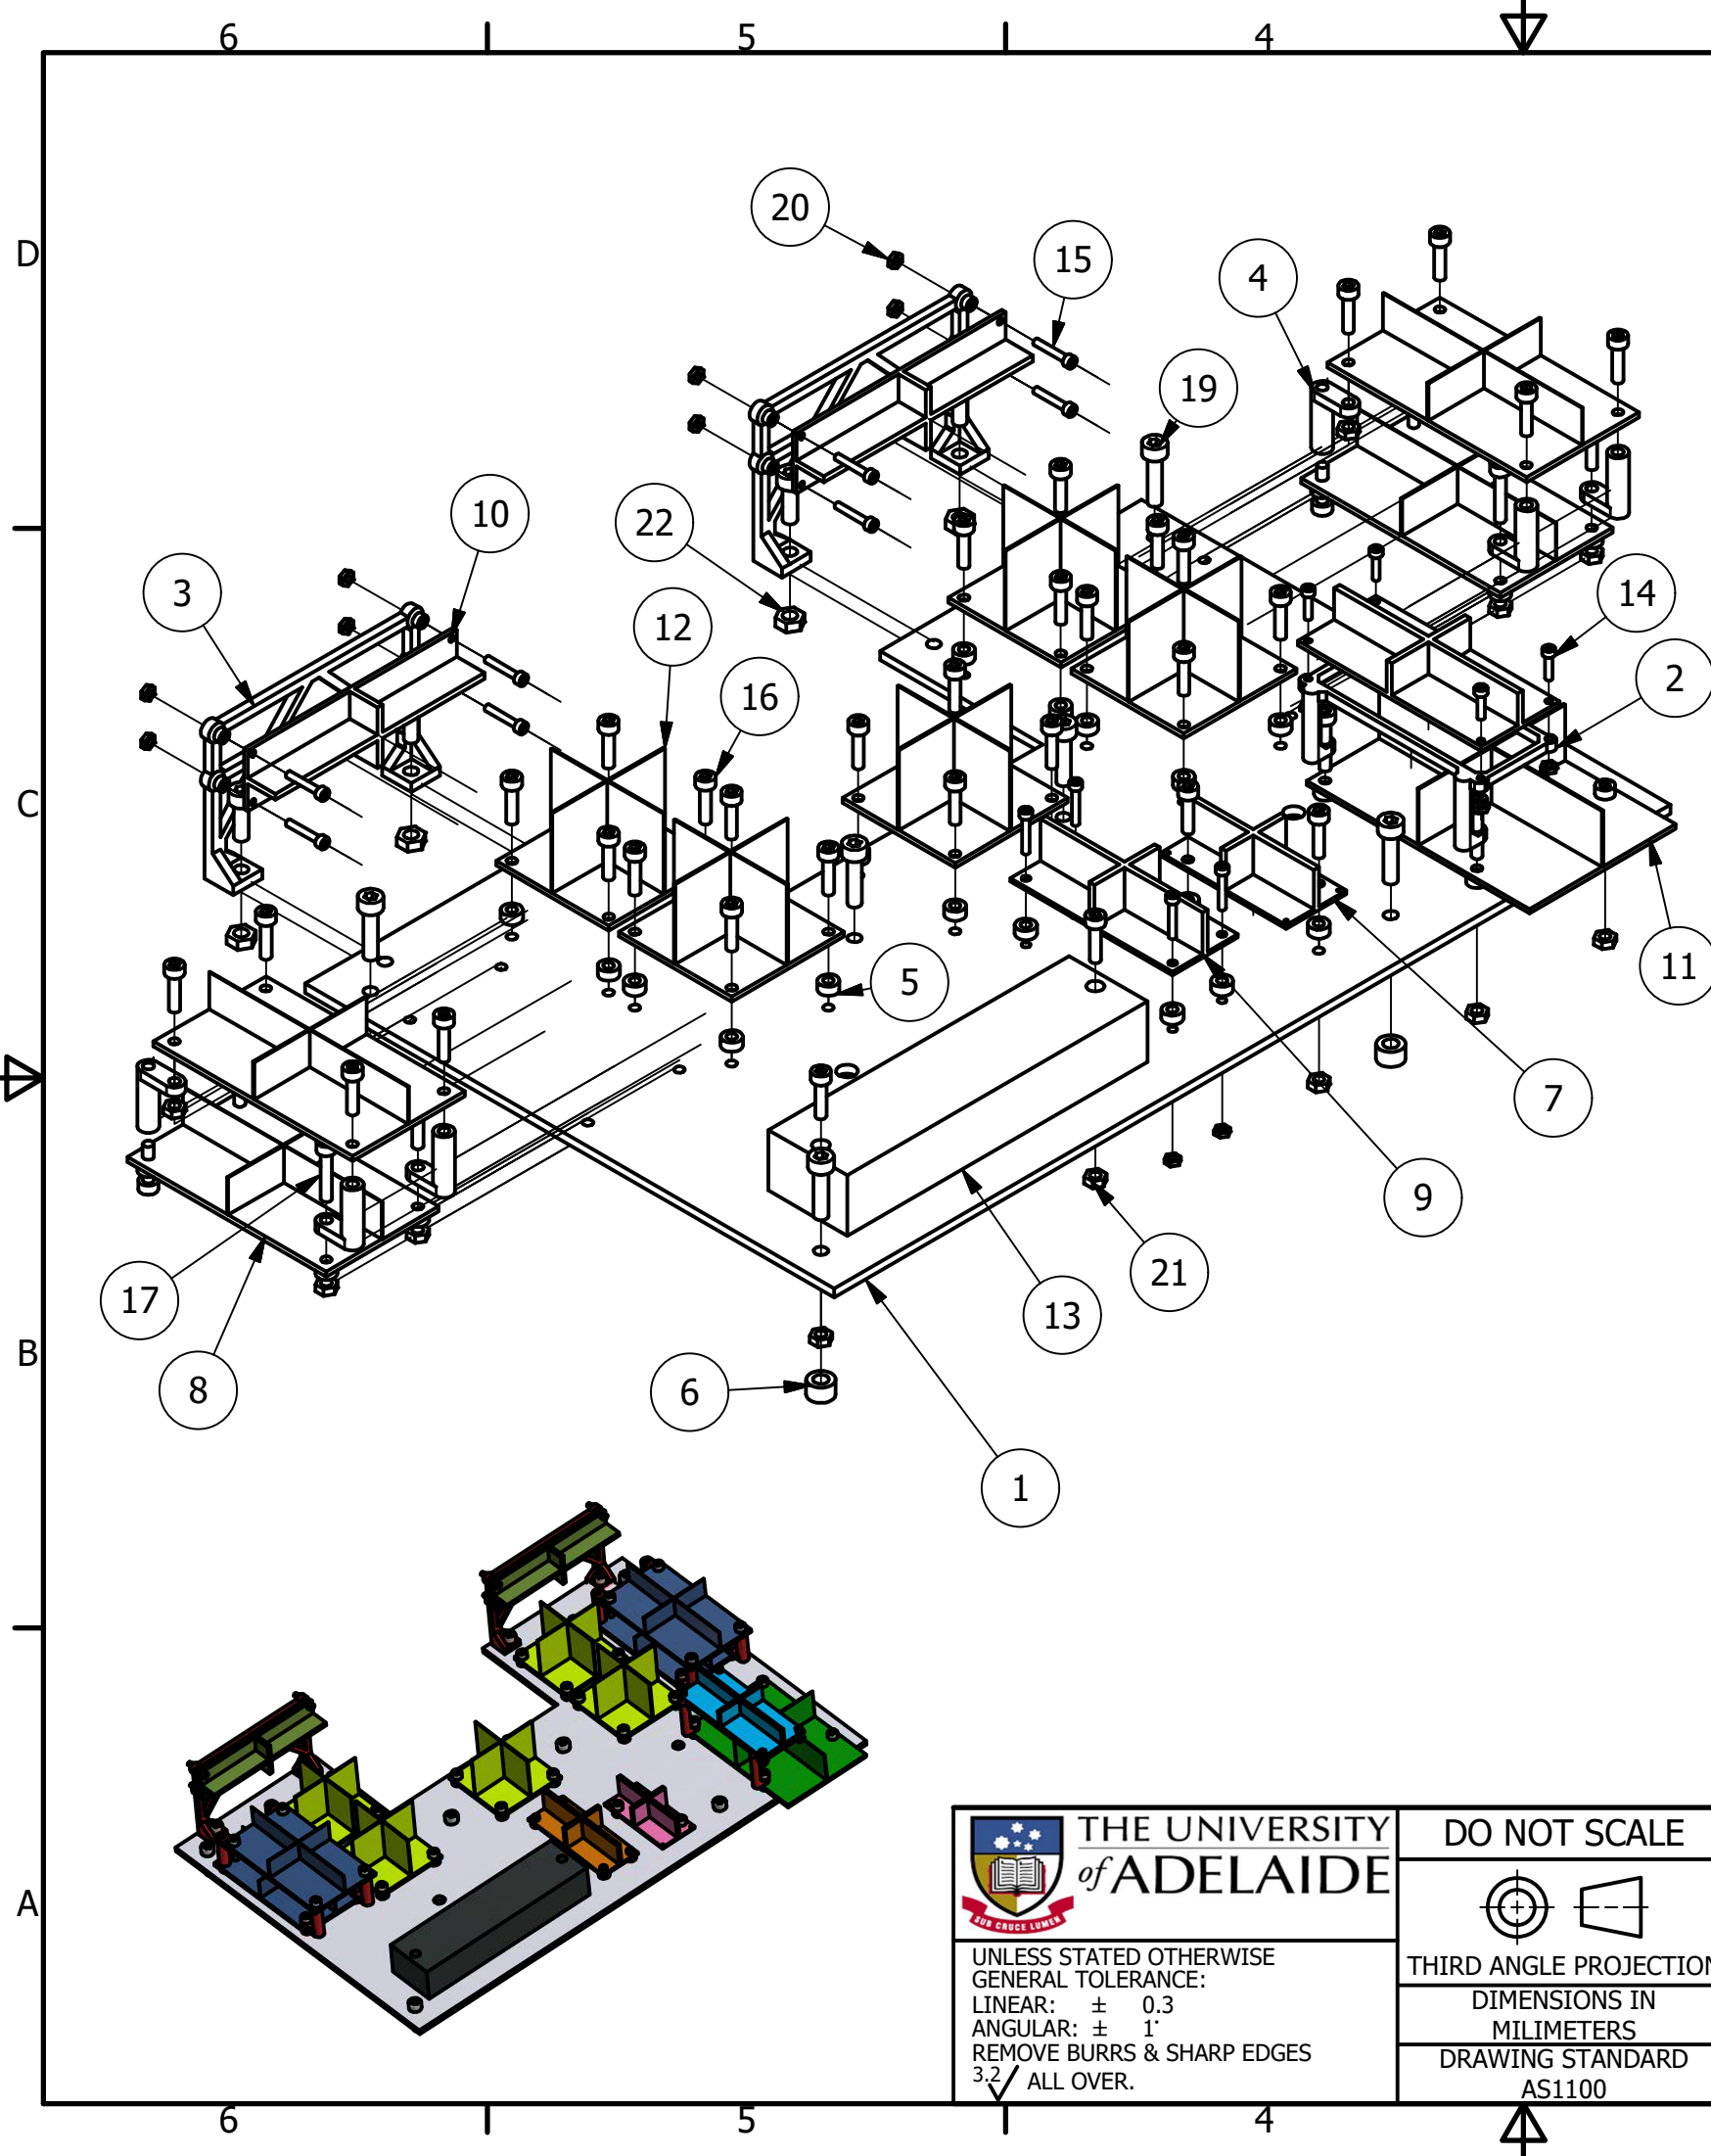 6 5 4
D
20
15
4
19
10
22
3
12
14
16
2
C
5
11
7
9
17
21
13
8
B
6
1
A
THE UNIVERSITY
of ADELAIDE
SUB CRUCE LUMEN
DO NOT SCALE
UNLESS STATED OTHERWISE
GENERAL TOLERANCE:
LINEAR: ± 0.3
ANGULAR: ± 1°
REMOVE BURRS & SHARP EDGES
3.2 ALL OVER.
THIRD ANGLE PROJECTION
DIMENSIONS IN
MILIMETERS
DRAWING STANDARD
AS1100
6 5 4